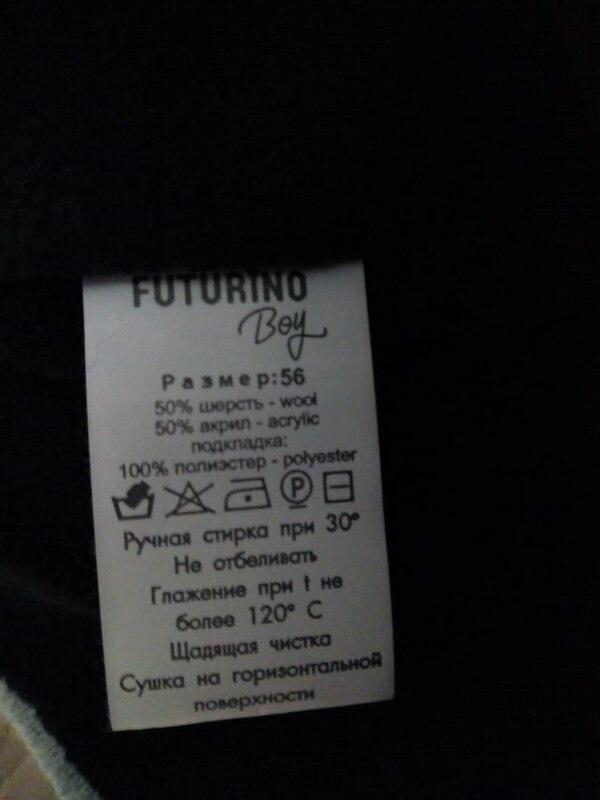 FUTURINO
Boy
Размер:56
50% шерсть - wool
50% акрил - acrylic
подкладка:
100% полиэстер - polyester
P
Ручная стирка при 30°
Не отбеливать
Глажение при t не
более 120° C
Щадящая чистка
Сушка на горизонтальной
поверхности